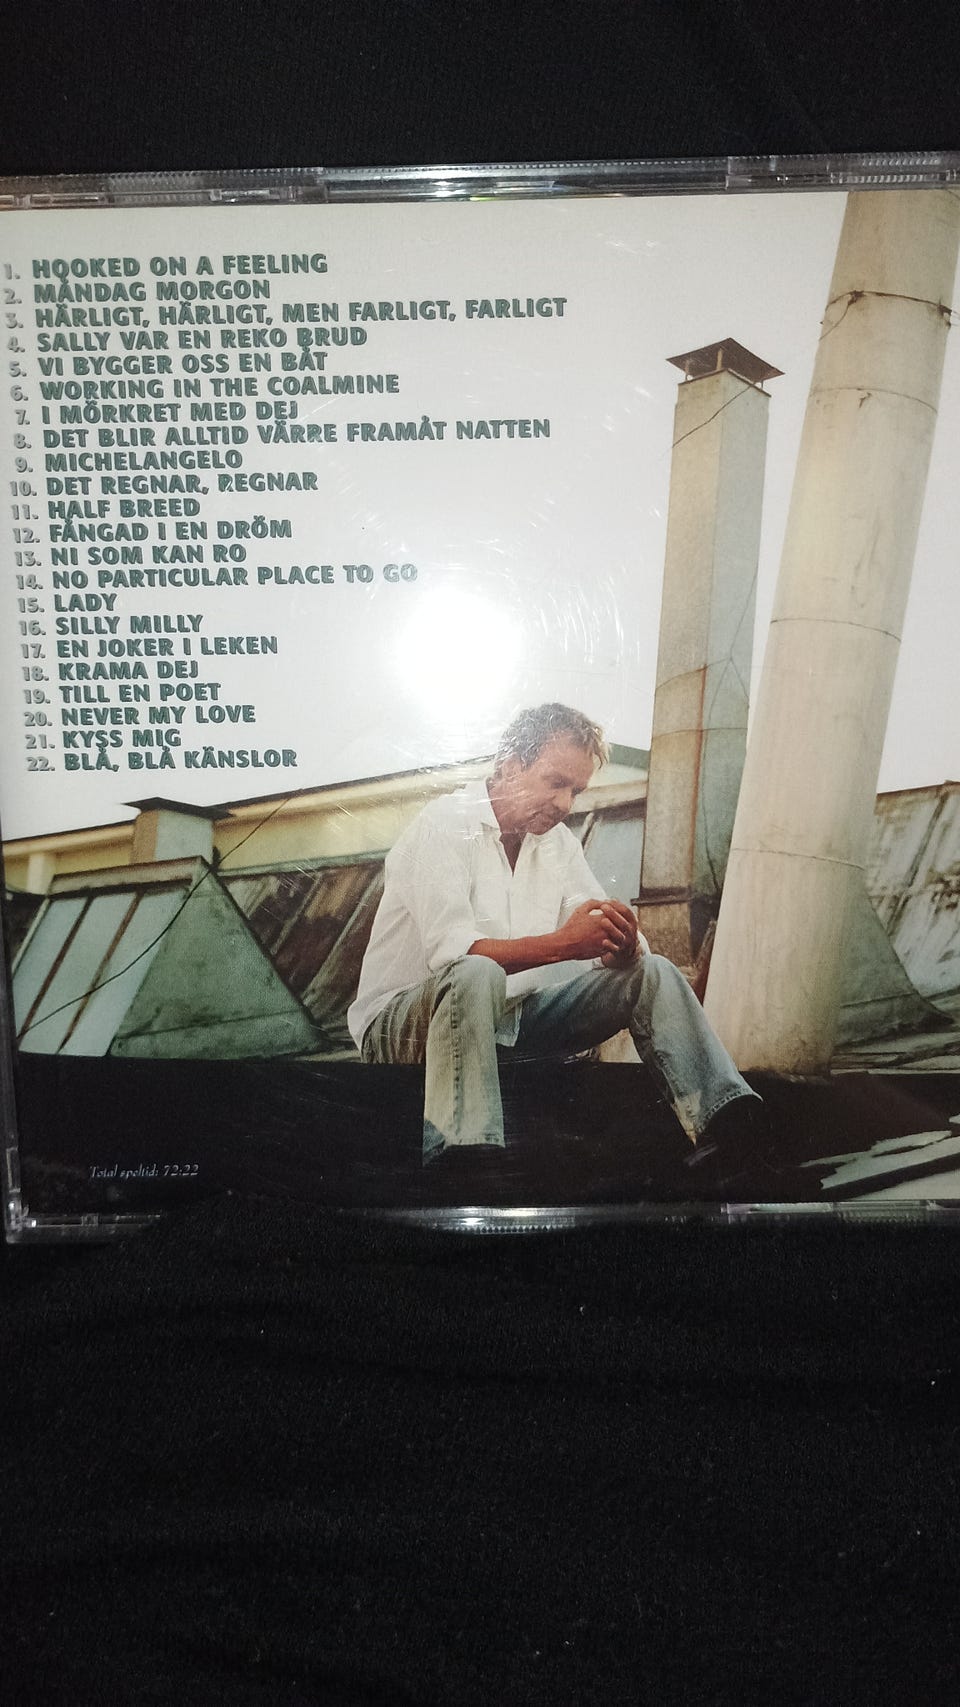 1. HOOKED ON A FEELING
2. MÅNDAG MORGON
3. HÄRLIGT, HÄRLIGT, MEN FARLIGT, FARLIGT
4. SALLY VAR EN REKO BRUD
5. VI BYGGER OSS EN BÅT
6. WORKING IN THE COALMINE
7. I MÖRKRET MED DEJ
8. DET BLIR ALLTID VÄRRE FRAMÅT NATTEN
9. MICHELANGELO
10. DET REGNAR, REGNAR
11. HALF BREED
12. FÅNGAD I EN DRÖM
13. NI SOM KAN RO
14. NO PARTICULAR PLACE TO GO
15. LADY
16. SILLY MILLY
17. EN JOKER I LEKEN
18. KRAMA DEJ
19. TILL EN POET
20. NEVER MY LOVE
21. KYSS MIG
22. BLÅ, BLÅ KÄNSLOR
Total speltid: 72:22